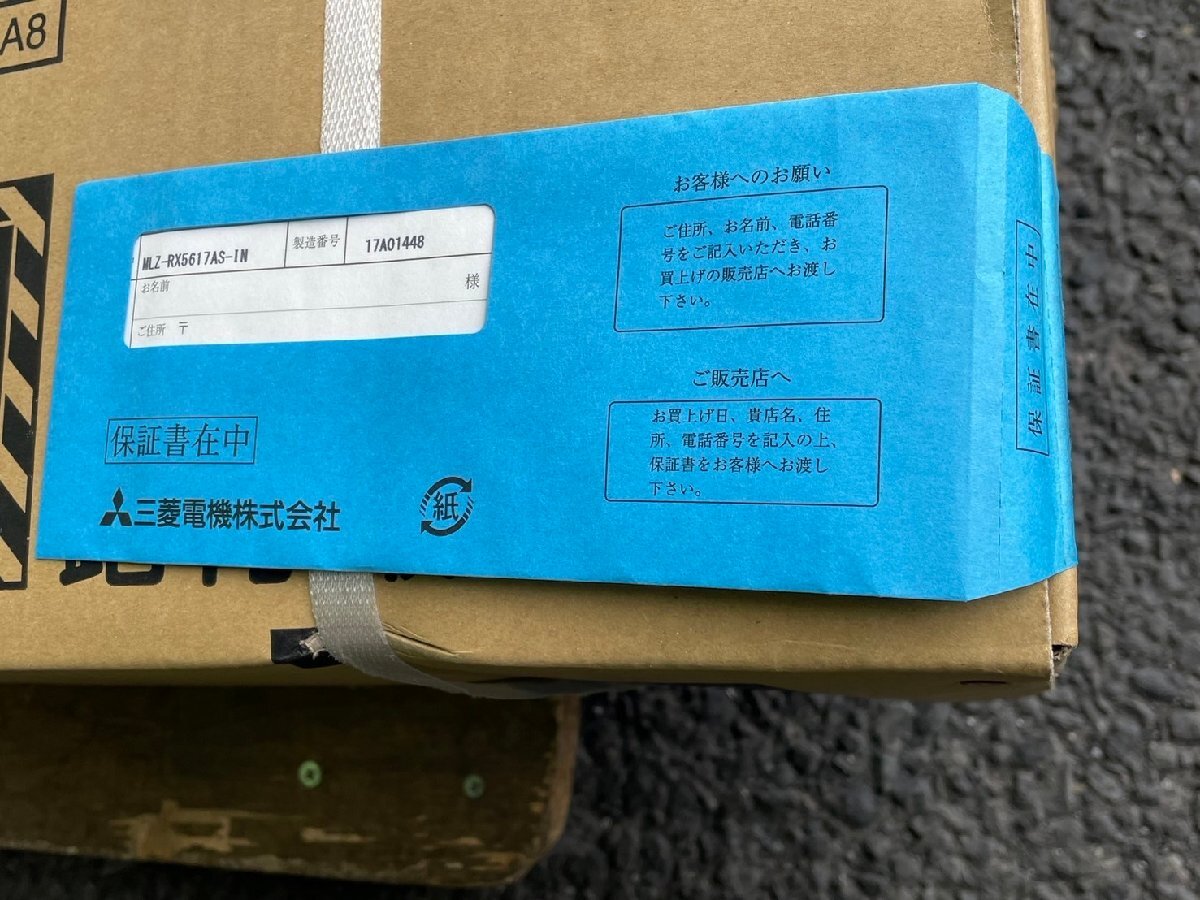 A8
MLZ-RX5617AS-IN
製造番号
17A01448
お名前
様
ご住所 〒
保証書在中
三菱電機株式会社
紙
お客様へのお願い
ご住所、お名前、電話番
号をご記入いただき、お
買上げの販売店へお渡し
下さい。
ご販売店へ
お買上げ日、貴店名、住
所、電話番号を記入の上、
保証書をお客様へお渡し
下さい。
保証書在中